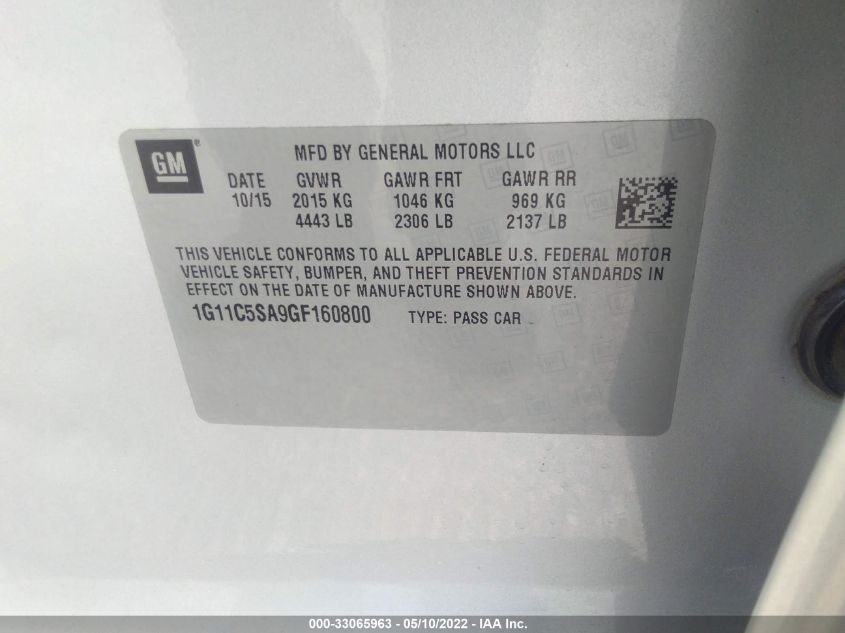 GM® MFD BY GENERAL MOTORS LLC
DATE GVWR GAWR FRT GAWR RR
10/15 2015 KG 1046 KG 969 KG
4443 LB 2306 LB 2137 LB
THIS VEHICLE CONFORMS TO ALL APPLICABLE U.S. FEDERAL MOTOR
VEHICLE SAFETY, BUMPER, AND THEFT PREVENTION STANDARDS IN
EFFECT ON THE DATE OF MANUFACTURE SHOWN ABOVE.
1G11C5SA9GF160800 TYPE: PASS CAR
000-33065963 - 05/10/2022 - IAA Inc.